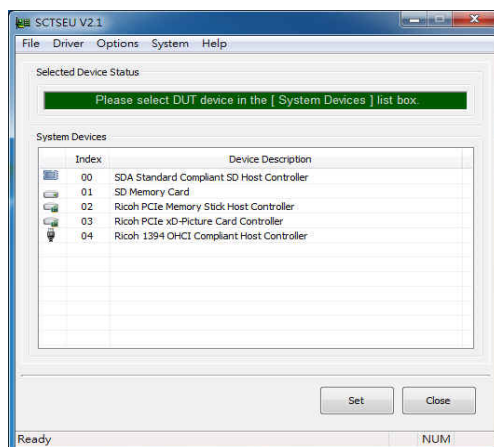 SCTSEU V2.1
File Driver Options System Help
Selected Device Status
Please select DUT device in the [ System Devices ] list box.
System Devices
Index Device Description
00 SDA Standard Compliant SD Host Controller
01 SD Memory Card
02 Ricoh PCIe Memory Stick Host Controller
03 Ricoh PCIe xD-Picture Card Controller
04 Ricoh 1394 OHCI Compliant Host Controller
Set Close
Ready NUM